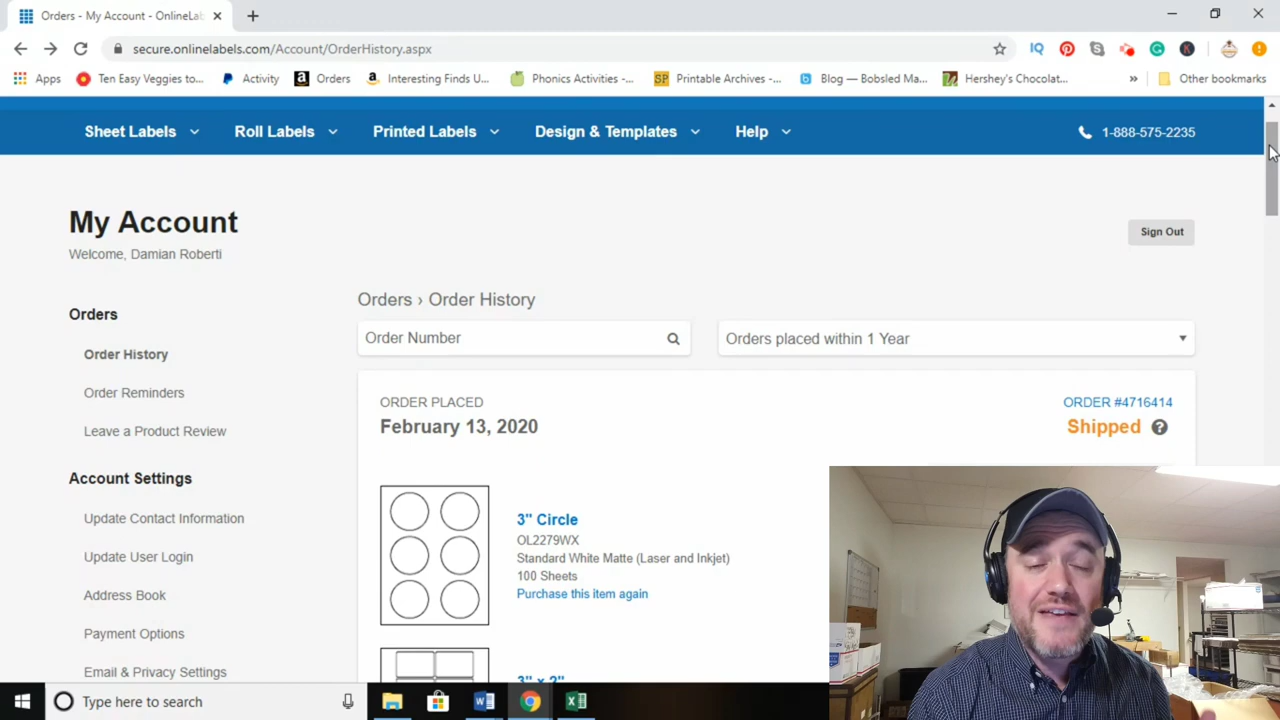 Orders - My Account - OnlineLab
secure.onlinelabels.com/Account/OrderHistory.aspx
IQ
K
Apps
Ten Easy Veggies to...
Activity
Orders
Interesting Finds U...
Phonics Activities -...
SP
Printable Archives -...
Blog — Bobsled Ma...
Hershey's Chocolat...
»
Other bookmarks
Sheet Labels
Roll Labels
Printed Labels
Design & Templates
Help
1-888-575-2235
My Account
Welcome, Damian Roberti
Sign Out
Orders
Order History
Order Reminders
Leave a Product Review
Account Settings
Update Contact Information
Update User Login
Address Book
Payment Options
Email & Privacy Settings
Orders › Order History
Order Number
Orders placed within 1 Year
ORDER PLACED
February 13, 2020
ORDER #4716414
Shipped ?
3" Circle
OL2279WX
Standard White Matte (Laser and Inkjet)
100 Sheets
Purchase this item again
3" x 2"
Type here to search